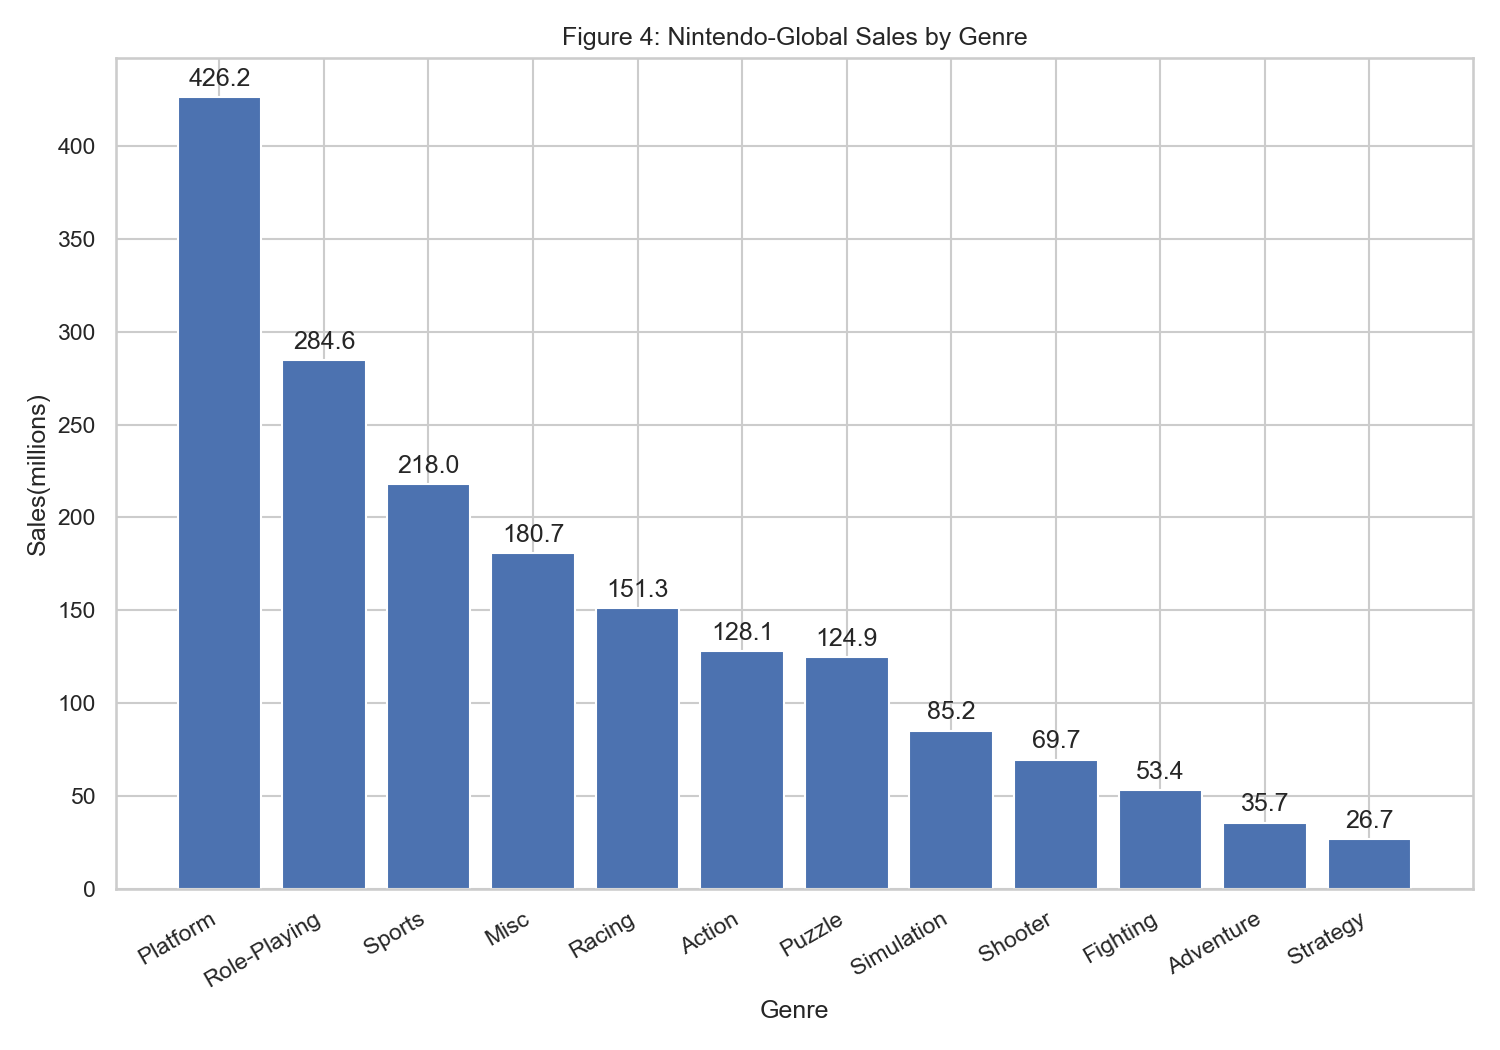 Figure 4: Nintendo-Global Sales by Genre
426.2
284.6
218.0
180.7
151.3
128.1
124.9
85.2
69.7
53.4
35.7
26.7
400
350
300
250
200
150
100
50
0
Sales(millions)
Platform
Role-Playing
Sports
Misc
Racing
Action
Puzzle
Simulation
Shooter
Fighting
Adventure
Strategy
Genre